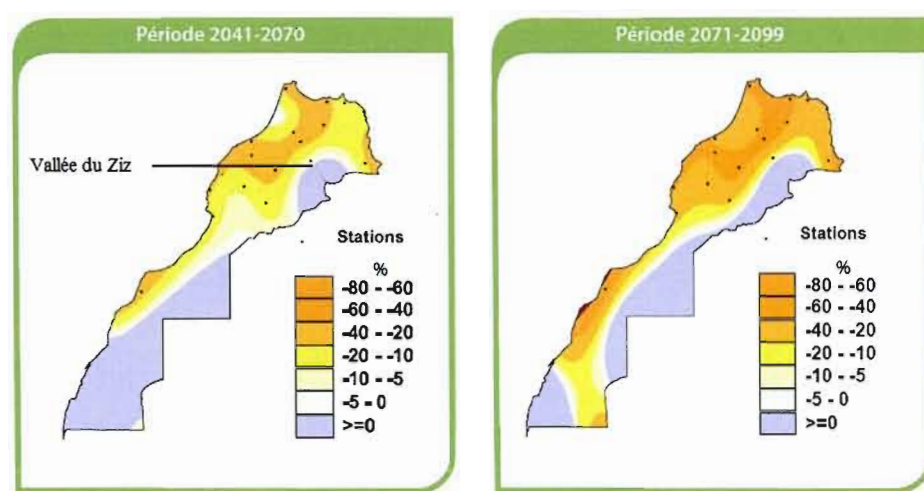 Période 2041-2070
Vallée du Ziz
Stations
%
-80 - -60
-60 - -40
-40 - -20
-20 - -10
-10 - -5
-5 - 0
>=0
Période 2071-2099
Stations
%
-80 - -60
-60 - -40
-40 - -20
-20 - -10
-10 - -5
-5 - 0
>=0